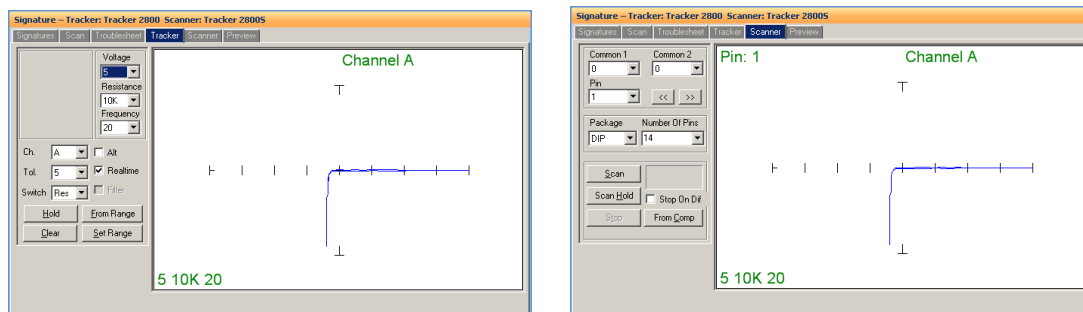 Signature – Tracker: Tracker 2800 Scanner: Tracker 2800S
Signatures Scan Troublesheet Tracker Scanner Preview
Voltage
5
Resistance
10K
Frequency
20
Ch. A Alt
Tol. 5 Realtime
Switch Res Filter
Hold From Range
Clear Set Range
Channel A
5 10K 20
Signature – Tracker: Tracker 2800 Scanner: Tracker 2800S
Signatures Scan Troublesheet Tracker Scanner Preview
Common 1 Common 2
0 0
Pin
1 << >>
Package Number Of Pins
DIP 14
Scan
Scan Hold Stop On Dif
Stop From Comp
Pin: 1 Channel A
5 10K 20